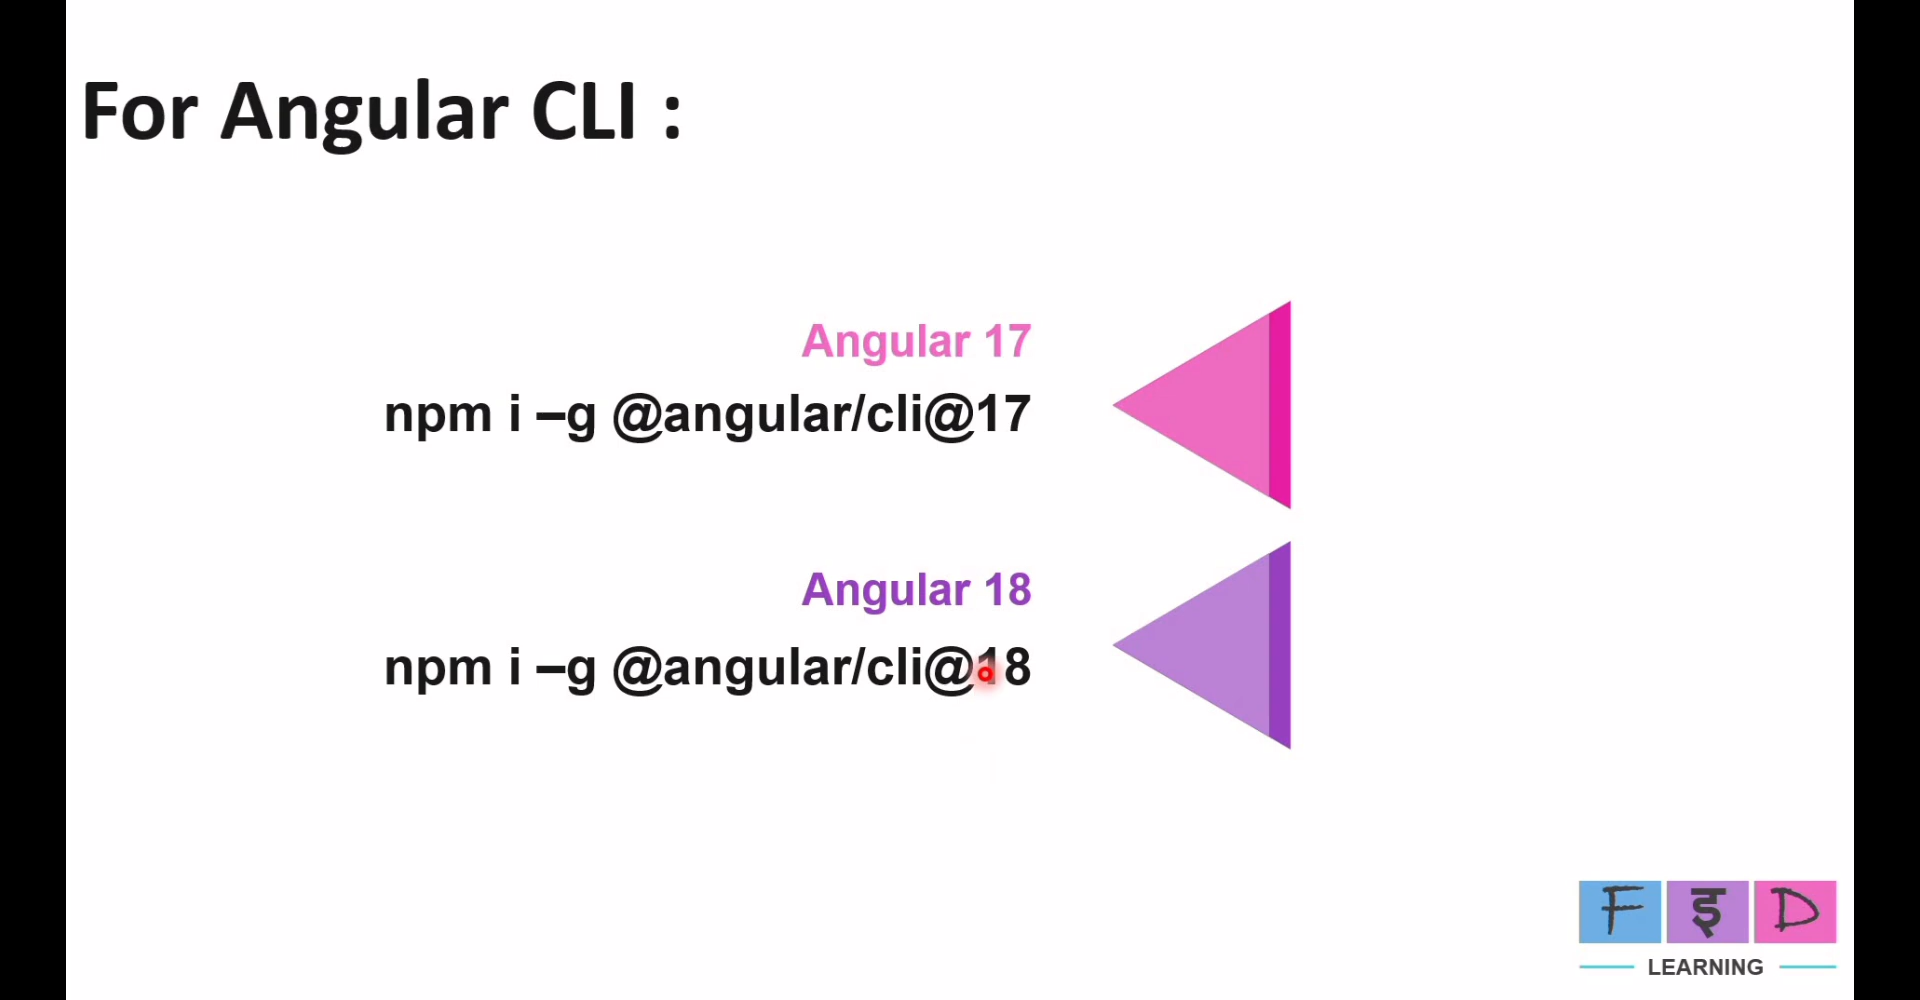 For Angular CLI :
Angular 17
npm i –g @angular/cli@17
Angular 18
npm i –g @angular/cli@18
F इ D
LEARNING